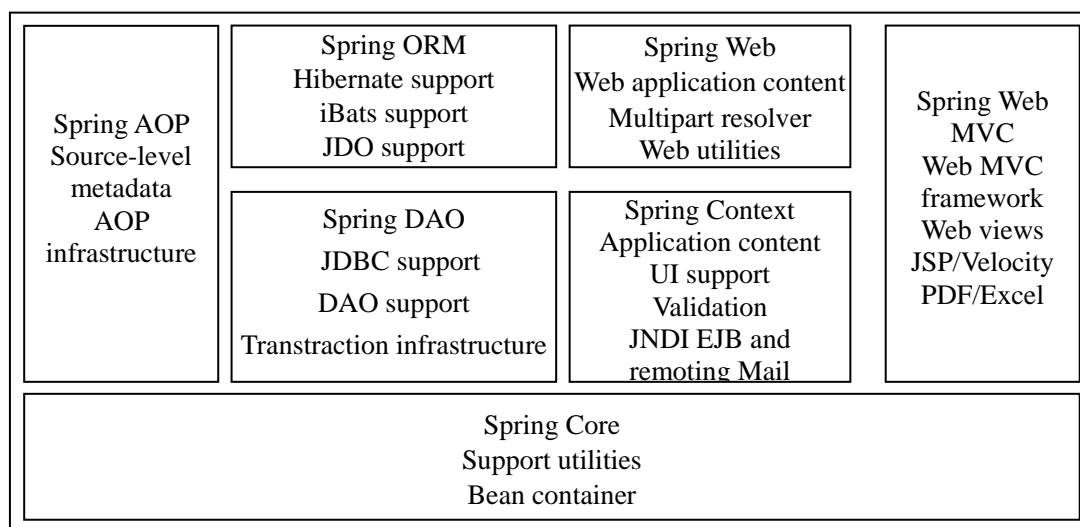 Spring AOP
Source-level
metadata
AOP
infrastructure
Spring ORM
Hibernate support
iBats support
JDO support
Spring DAO
JDBC support
DAO support
Transtraction infrastructure
Spring Web
Web application content
Multipart resolver
Web utilities
Spring Context
Application content
UI support
Validation
JNDI EJB and
remoting Mail
Spring Web
MVC
Web MVC
framework
Web views
JSP/Velocity
PDF/Excel
Spring Core
Support utilities
Bean container